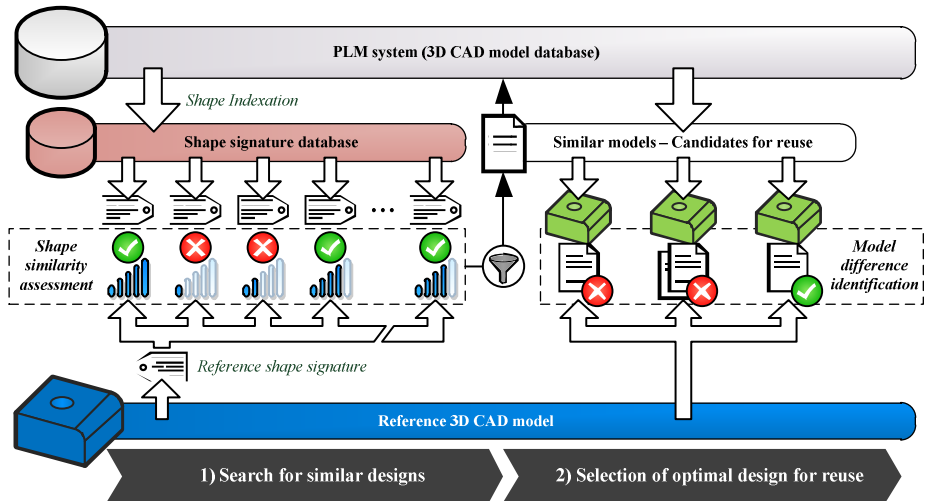 PLM system (3D CAD model database)
Shape Indexation
Shape signature database
Similar models – Candidates for reuse
...
Shape
similarity
assessment
Model
difference
identification
Reference shape signature
Reference 3D CAD model
1) Search for similar designs
2) Selection of optimal design for reuse